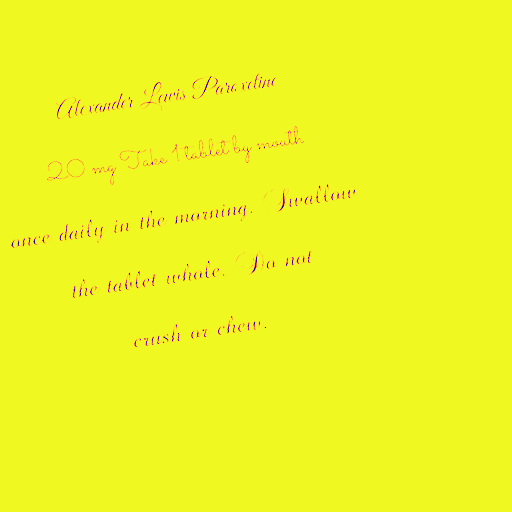 Alexander Lewis Paroxetine
20 mg Take 1 tablet by mouth
once daily in the morning. Swallow
the tablet whole. Do not
crush or chew.